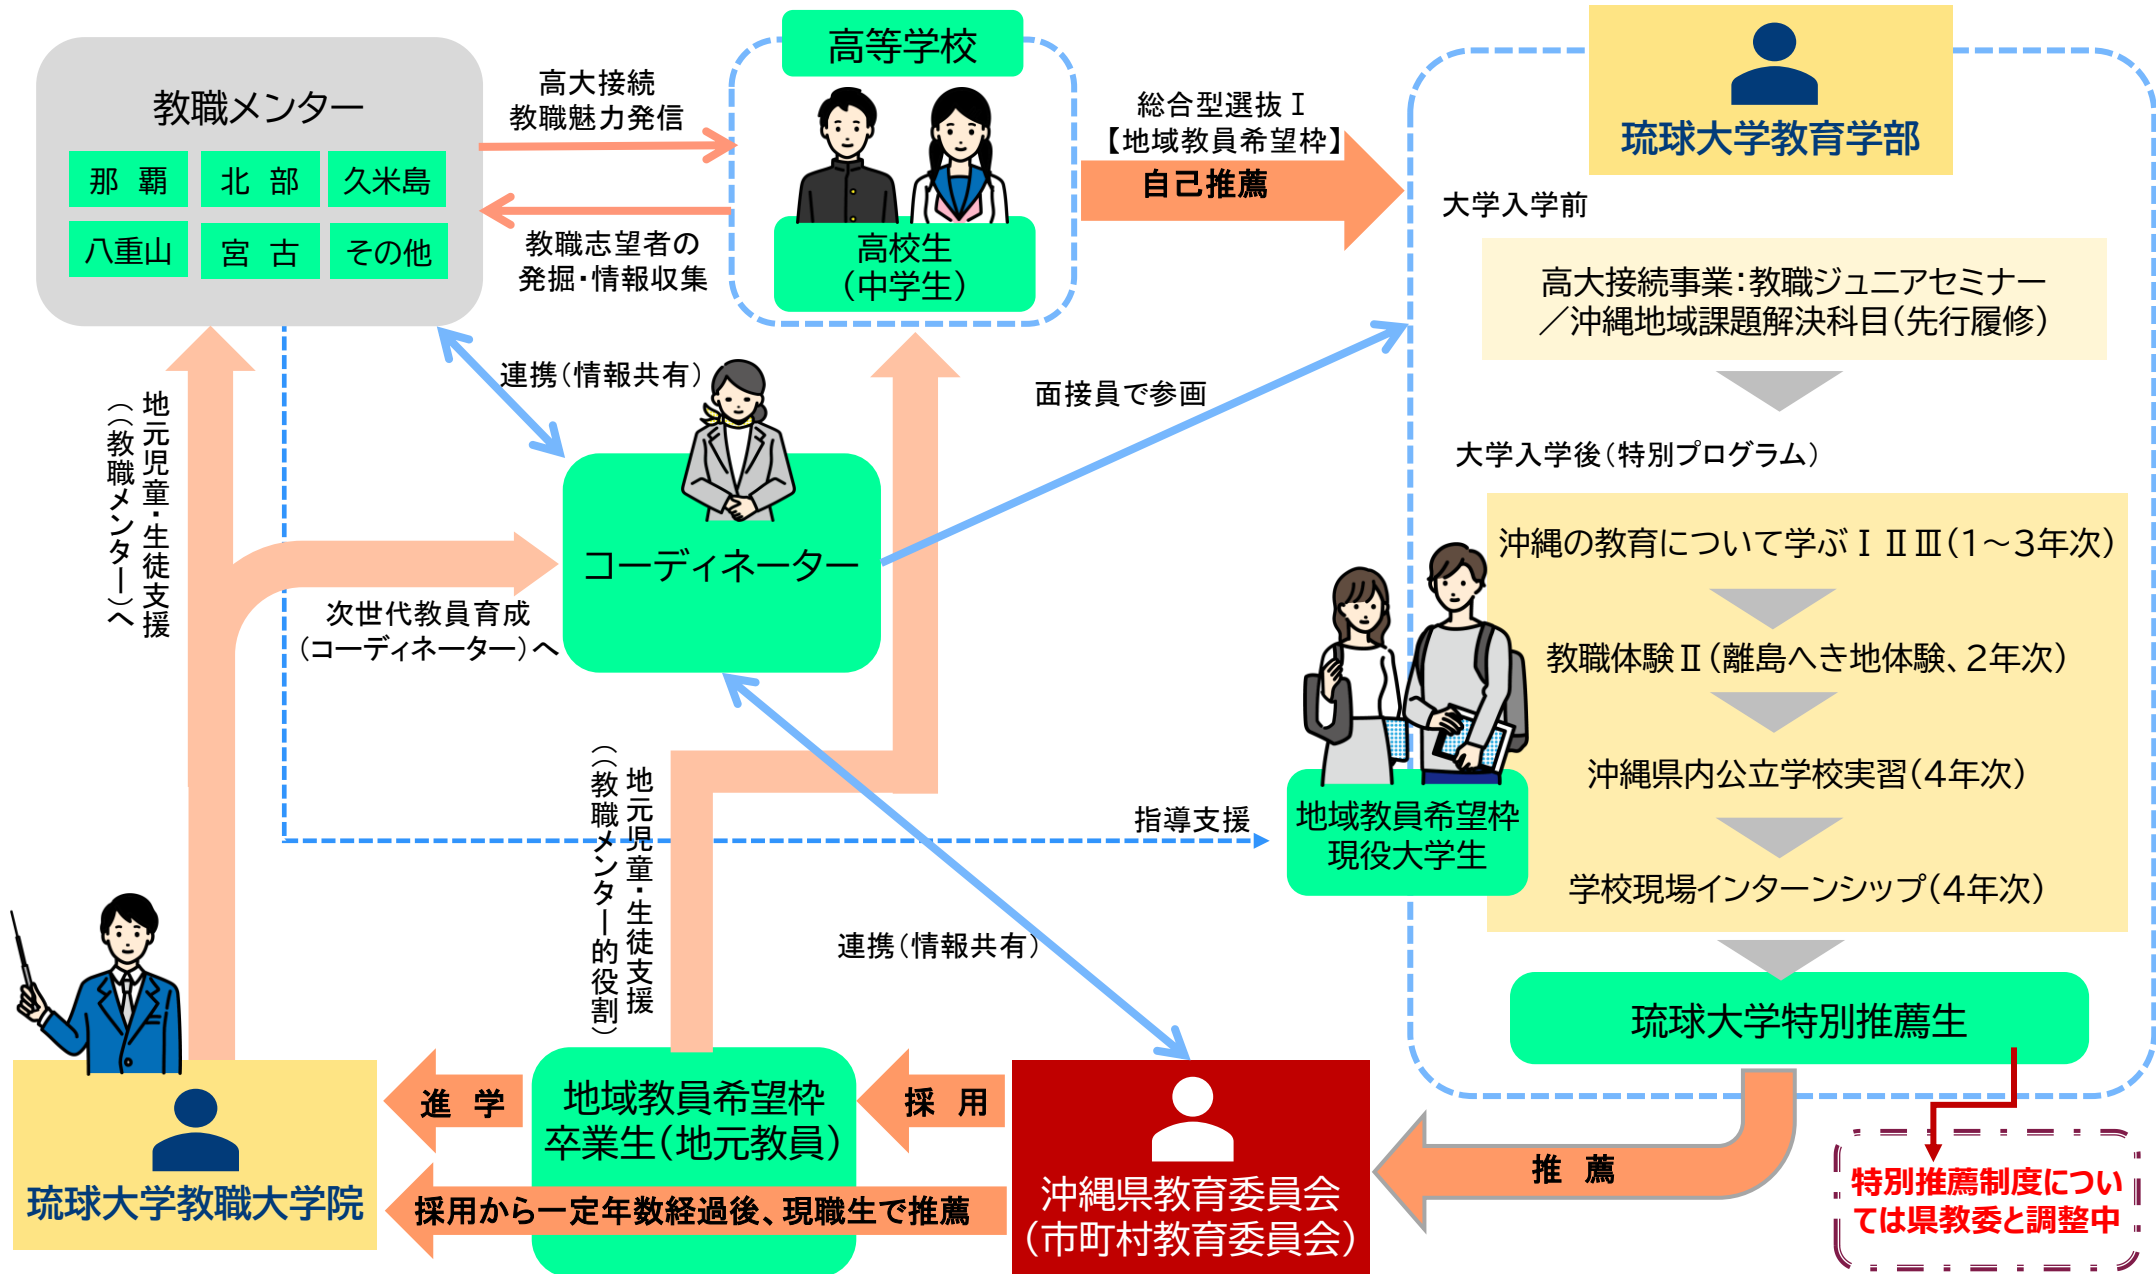 教職メンター
那　覇
北　部
久米島
八重山
宮　古
その他
高大接続
教職魅力発信
教職志望者の
発掘・情報収集
高等学校
高校生
（中学生）
総合型選抜Ⅰ
【地域教員希望枠】
自己推薦
琉球大学教育学部
大学入学前
高大接続事業：教職ジュニアセミナー
／沖縄地域課題解決科目（先行履修）
大学入学後（特別プログラム）
沖縄の教育について学ぶⅠⅡⅢ（1～3年次）
教職体験Ⅱ（離島へき地体験、2年次）
沖縄県内公立学校実習（4年次）
学校現場インターンシップ（4年次）
琉球大学特別推薦生
連携（情報共有）
面接員で参画
コーディネーター
地元児童・生徒支援
（（教職メンター）へ
次世代教員育成
（コーディネーター）へ
地元児童・生徒支援
（（教職メンター的役割）
指導支援
地域教員希望枠
現役大学生
連携（情報共有）
琉球大学教職大学院
進　学
地域教員希望枠
卒業生（地元教員）
採　用
採用から一定年数経過後、現職生で推薦
沖縄県教育委員会
（市町村教育委員会）
推　薦
特別推薦制度につい
ては県教委と調整中